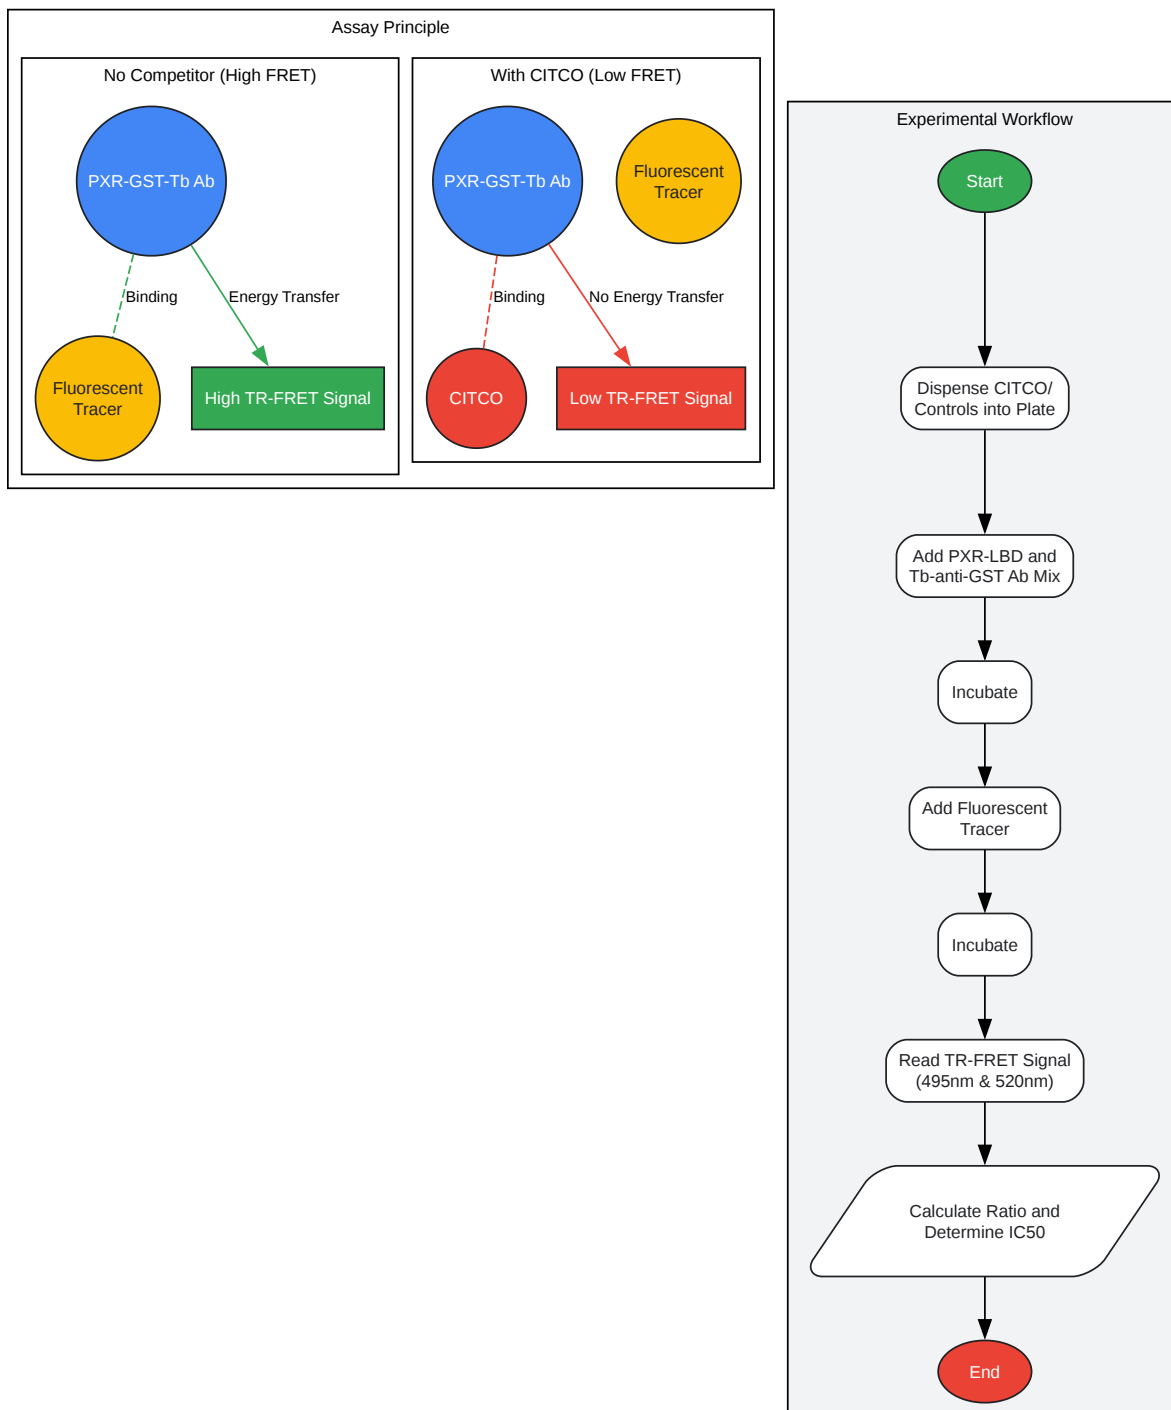 Assay Principle
No Competitor (High FRET)
PXR-GST-Tb Ab
Binding
Energy Transfer
Fluorescent
Tracer
High TR-FRET Signal
With CITCO (Low FRET)
PXR-GST-Tb Ab
Fluorescent
Tracer
Binding
No Energy Transfer
CITCO
Low TR-FRET Signal
Experimental Workflow
Start
Dispense CITCO/
Controls into Plate
Add PXR-LBD and
Tb-anti-GST Ab Mix
Incubate
Add Fluorescent
Tracer
Incubate
Read TR-FRET Signal
(495nm & 520nm)
Calculate Ratio and
Determine IC50
End